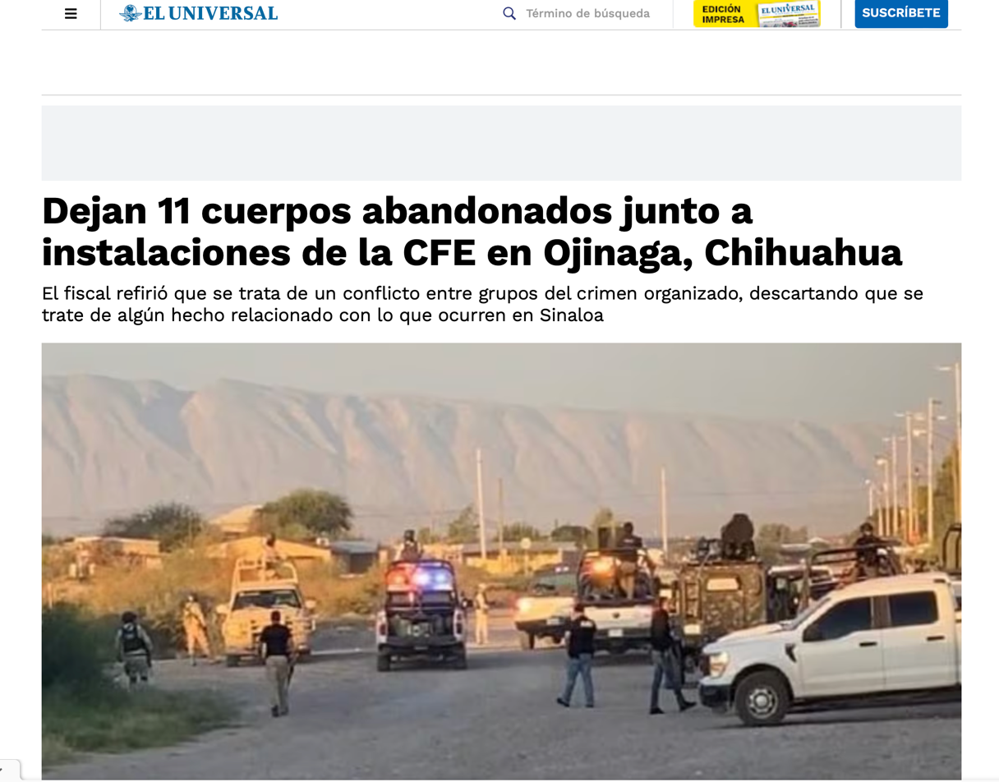 EL UNIVERSAL
Término de búsqueda
EDICIÓN
IMPRESA
EL UNIVERSAL
SUSCRÍBETE
Dejan 11 cuerpos abandonados junto a
instalaciones de la CFE en Ojinaga, Chihuahua
El fiscal refirió que se trata de un conflicto entre grupos del crimen organizado, descartando que se
trate de algún hecho relacionado con lo que ocurren en Sinaloa